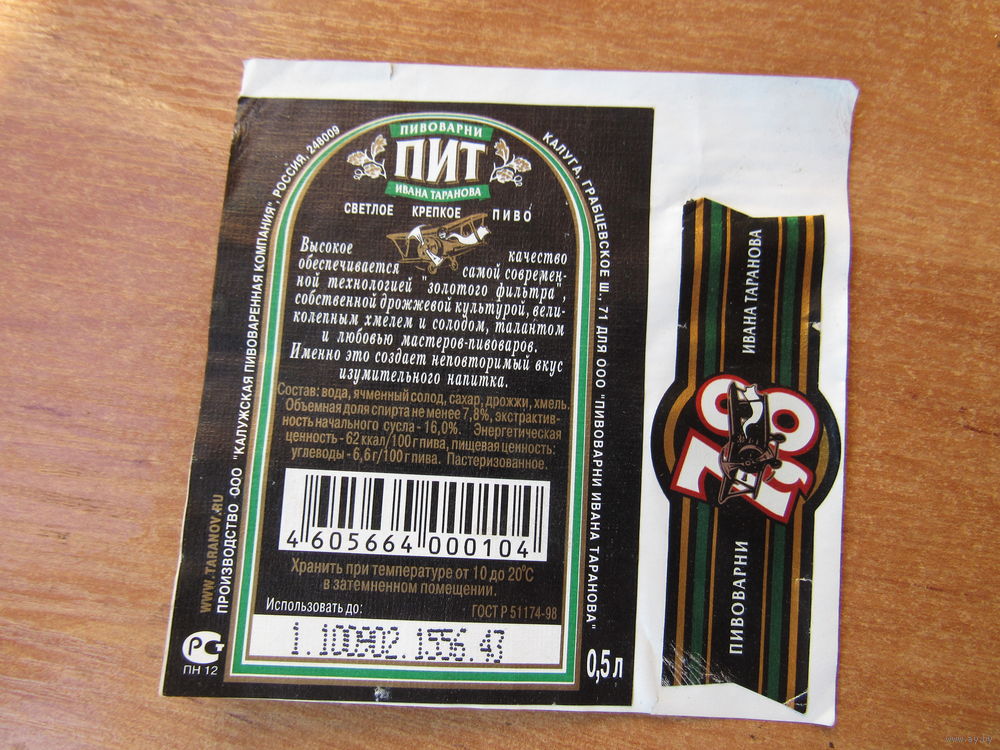 ПИВОВАРНИ
ПИТ
ИВАНА ТАРАНОВА
СВЕТЛОЕ КРЕПКОЕ ПИВО
Высокое качество
обеспечивается самой современ-
ной технологией "золотого фильтра",
собственной дрожжевой культурой, вели-
колепным хмелем и солодом, талантом
и любовью мастеров-пивоваров.
Именно это создает неповторимый вкус
изумительного напитка.
Состав: вода, ячменный солод, сахар, дрожжи, хмель.
Объемная доля спирта не менее 7,8%, экстрактив-
ность начального сусла - 16,0%. Энергетическая
ценность - 62 ккал/100 г пива, пищевая ценность:
углеводы - 6,6 г/100 г пива. Пастеризованное.
4 605664 000104
Хранить при температуре от 10 до 20°С
в затемненном помещении.
Использовать до:
ГОСТ Р 51174-98
WWW.TARANOV.RU
ПРОИЗВОДСТВО ООО "КАЛУЖСКАЯ ПИВОВАРЕННАЯ КОМПАНИЯ", РОССИЯ, 248009
КАЛУГА, ГРАБЦЕВСКОЕ Ш., 71 ДЛЯ ООО "ПИВОВАРНИ ИВАНА ТАРАНОВА"
РСТ
ПН 12
0,5 л
ПИВОВАРНИ
ИВАНА ТАРАНОВА
www.ay.by